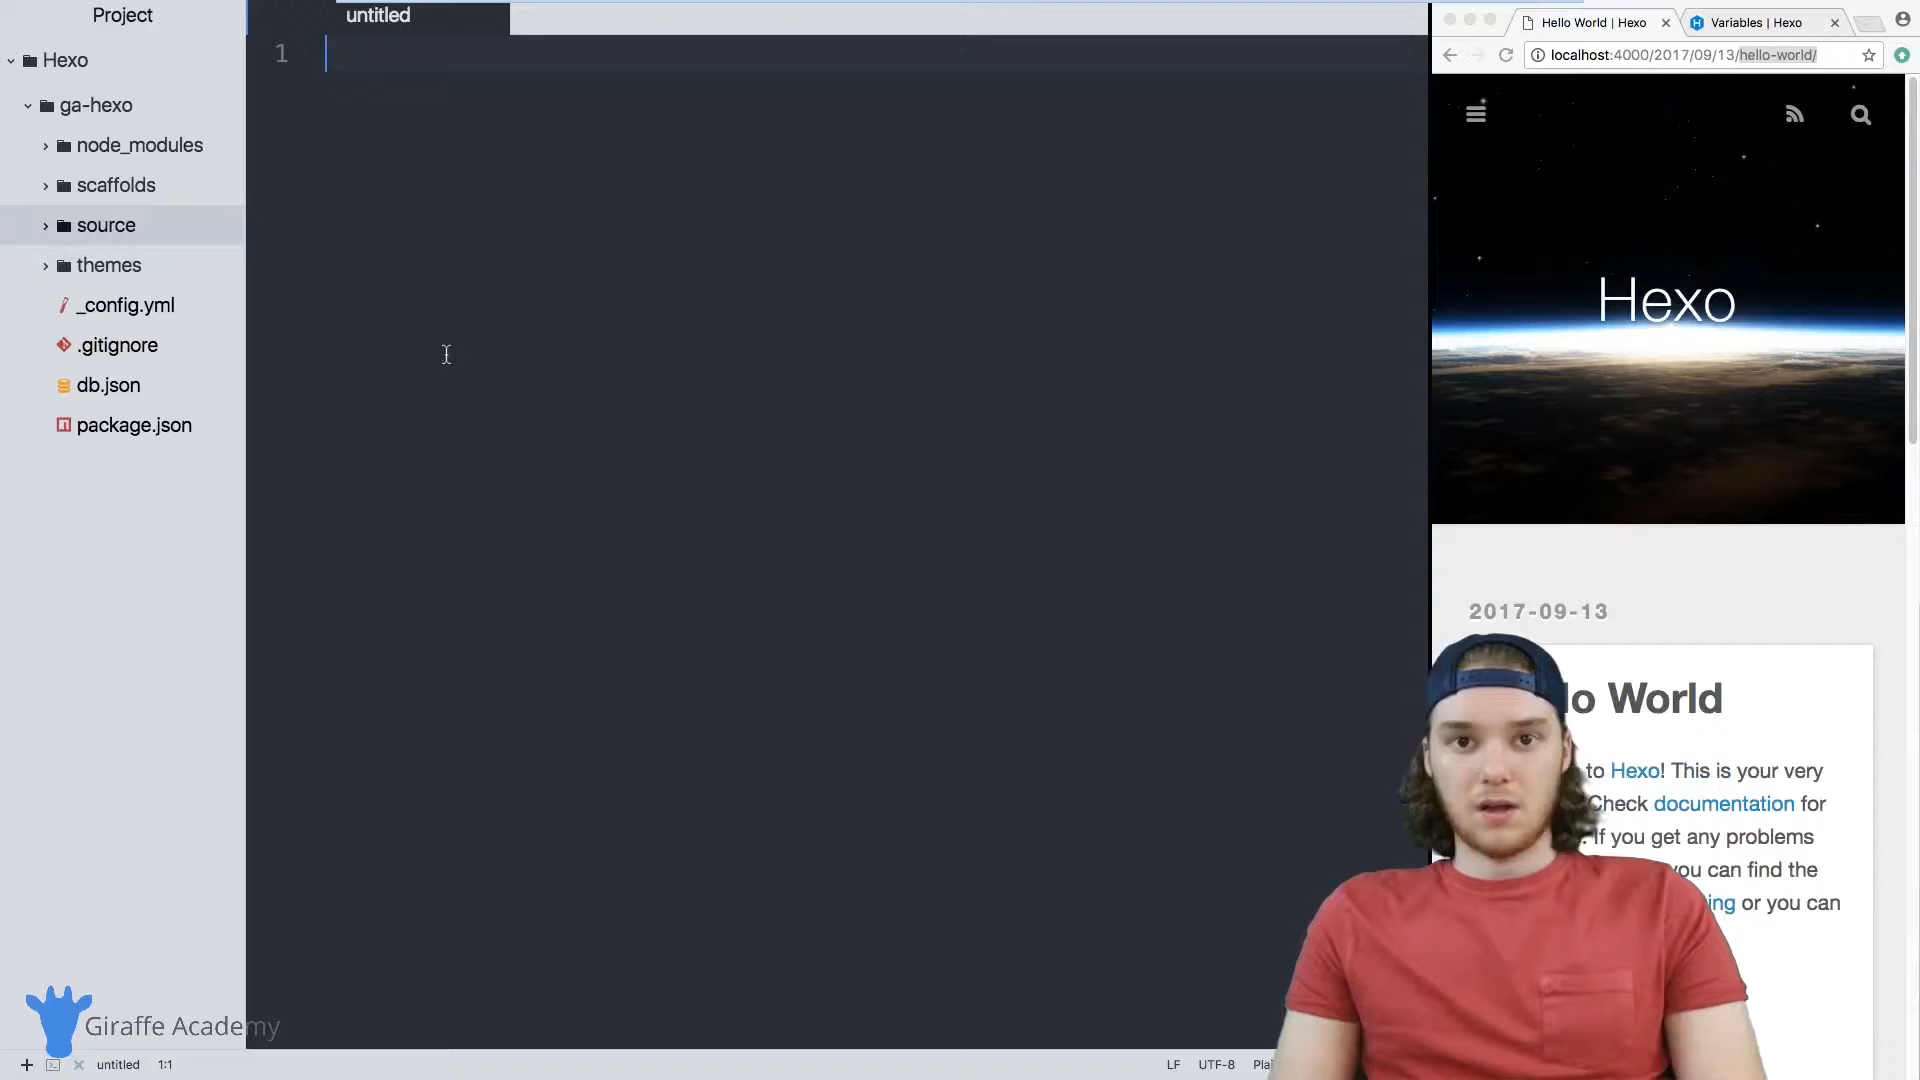 Project
Hexo
ga-hexo
node_modules
scaffolds
source
themes
_config.yml
.gitignore
db.json
package.json
untitled
1
Hello World | Hexo
Variables | Hexo
localhost:4000/2017/09/13/hello-world/
Hexo
2017-09-13
lo World
to Hexo! This is your very
Check documentation for
. If you get any problems
you can find the
ing or you can
Giraffe Academy
untitled 1:1
LF UTF-8 Plai